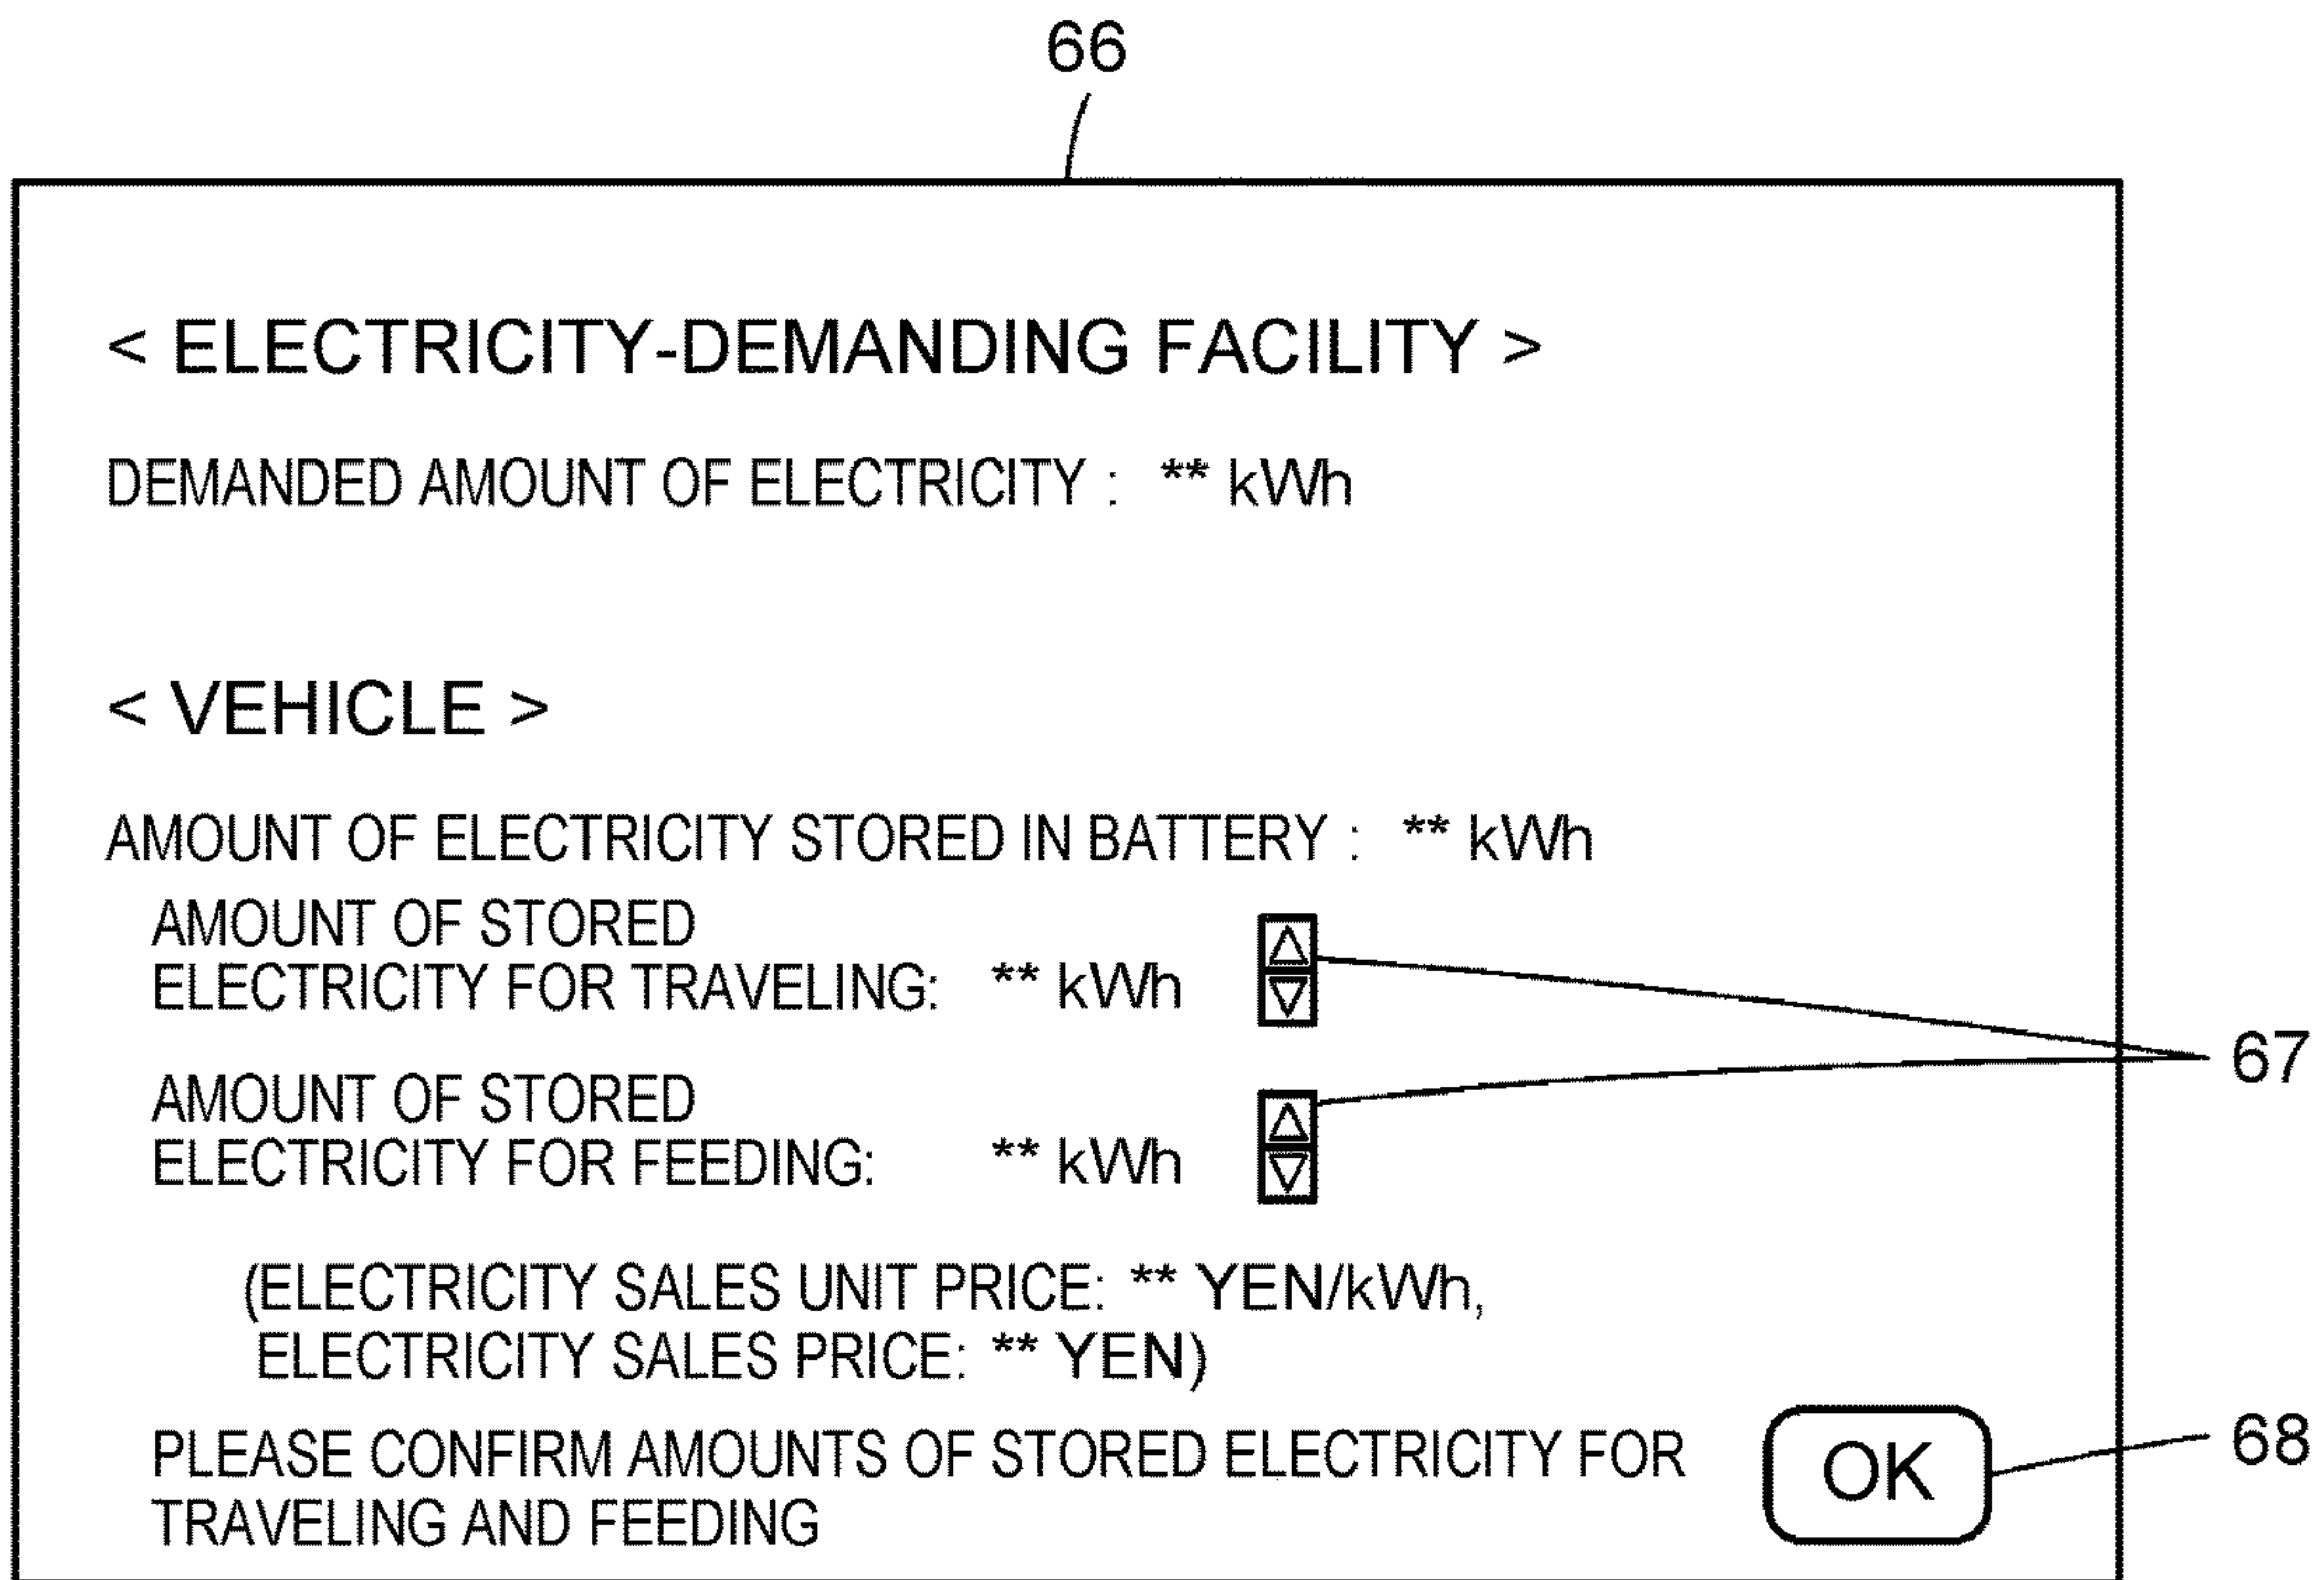 66
< ELECTRICITY-DEMANDING FACILITY >
DEMANDED AMOUNT OF ELECTRICITY : ** kWh
< VEHICLE >
AMOUNT OF ELECTRICITY STORED IN BATTERY : ** kWh
AMOUNT OF STORED
ELECTRICITY FOR TRAVELING: ** kWh
67
AMOUNT OF STORED
ELECTRICITY FOR FEEDING: ** kWh
(ELECTRICITY SALES UNIT PRICE: ** YEN/kWh,
ELECTRICITY SALES PRICE: ** YEN)
PLEASE CONFIRM AMOUNTS OF STORED ELECTRICITY FOR
TRAVELING AND FEEDING
OK
68